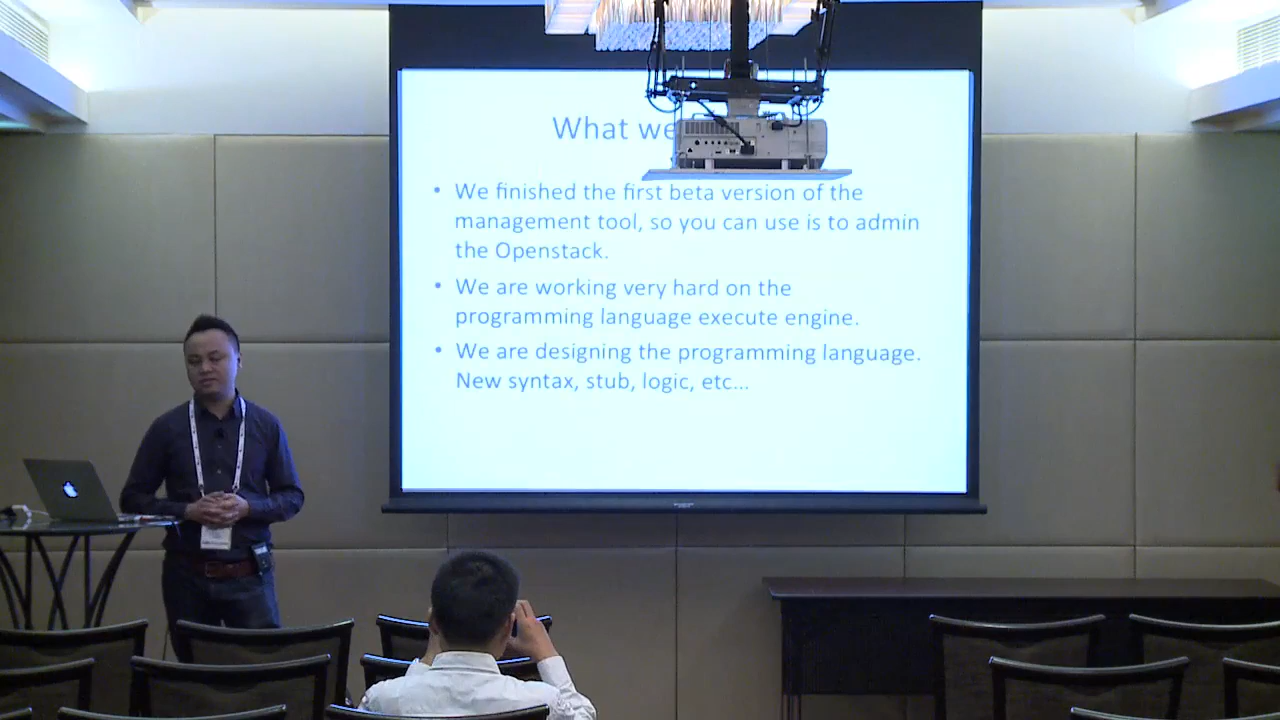 What we
• We finished the first beta version of the
management tool, so you can use is to admin
the Openstack.
• We are working very hard on the
programming language execute engine.
• We are designing the programming language.
New syntax, stub, logic, etc...